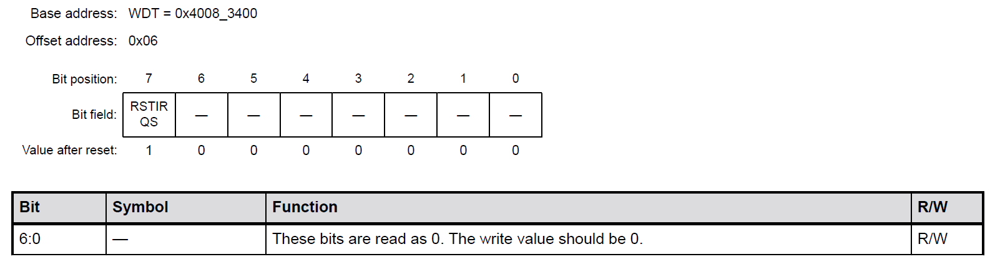 Base address: WDT = 0x4008_3400
Offset address: 0x06
Bit position: 7 6 5 4 3 2 1 0
Bit field: RSTIR QS — — — — — — —
Value after reset: 1 0 0 0 0 0 0 0
Bit Symbol Function R/W
6:0 — These bits are read as 0. The write value should be 0. R/W